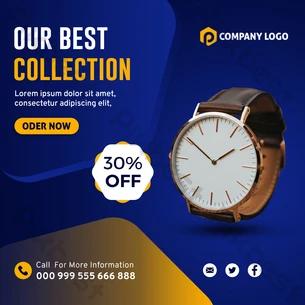 OUR BEST
COLLECTION
COMPANY LOGO
Lorem ipsum dolor sit amet,
consectetur adipiscing elit,
ODER NOW
30%
OFF
Call For More Information
000 999 555 666 888